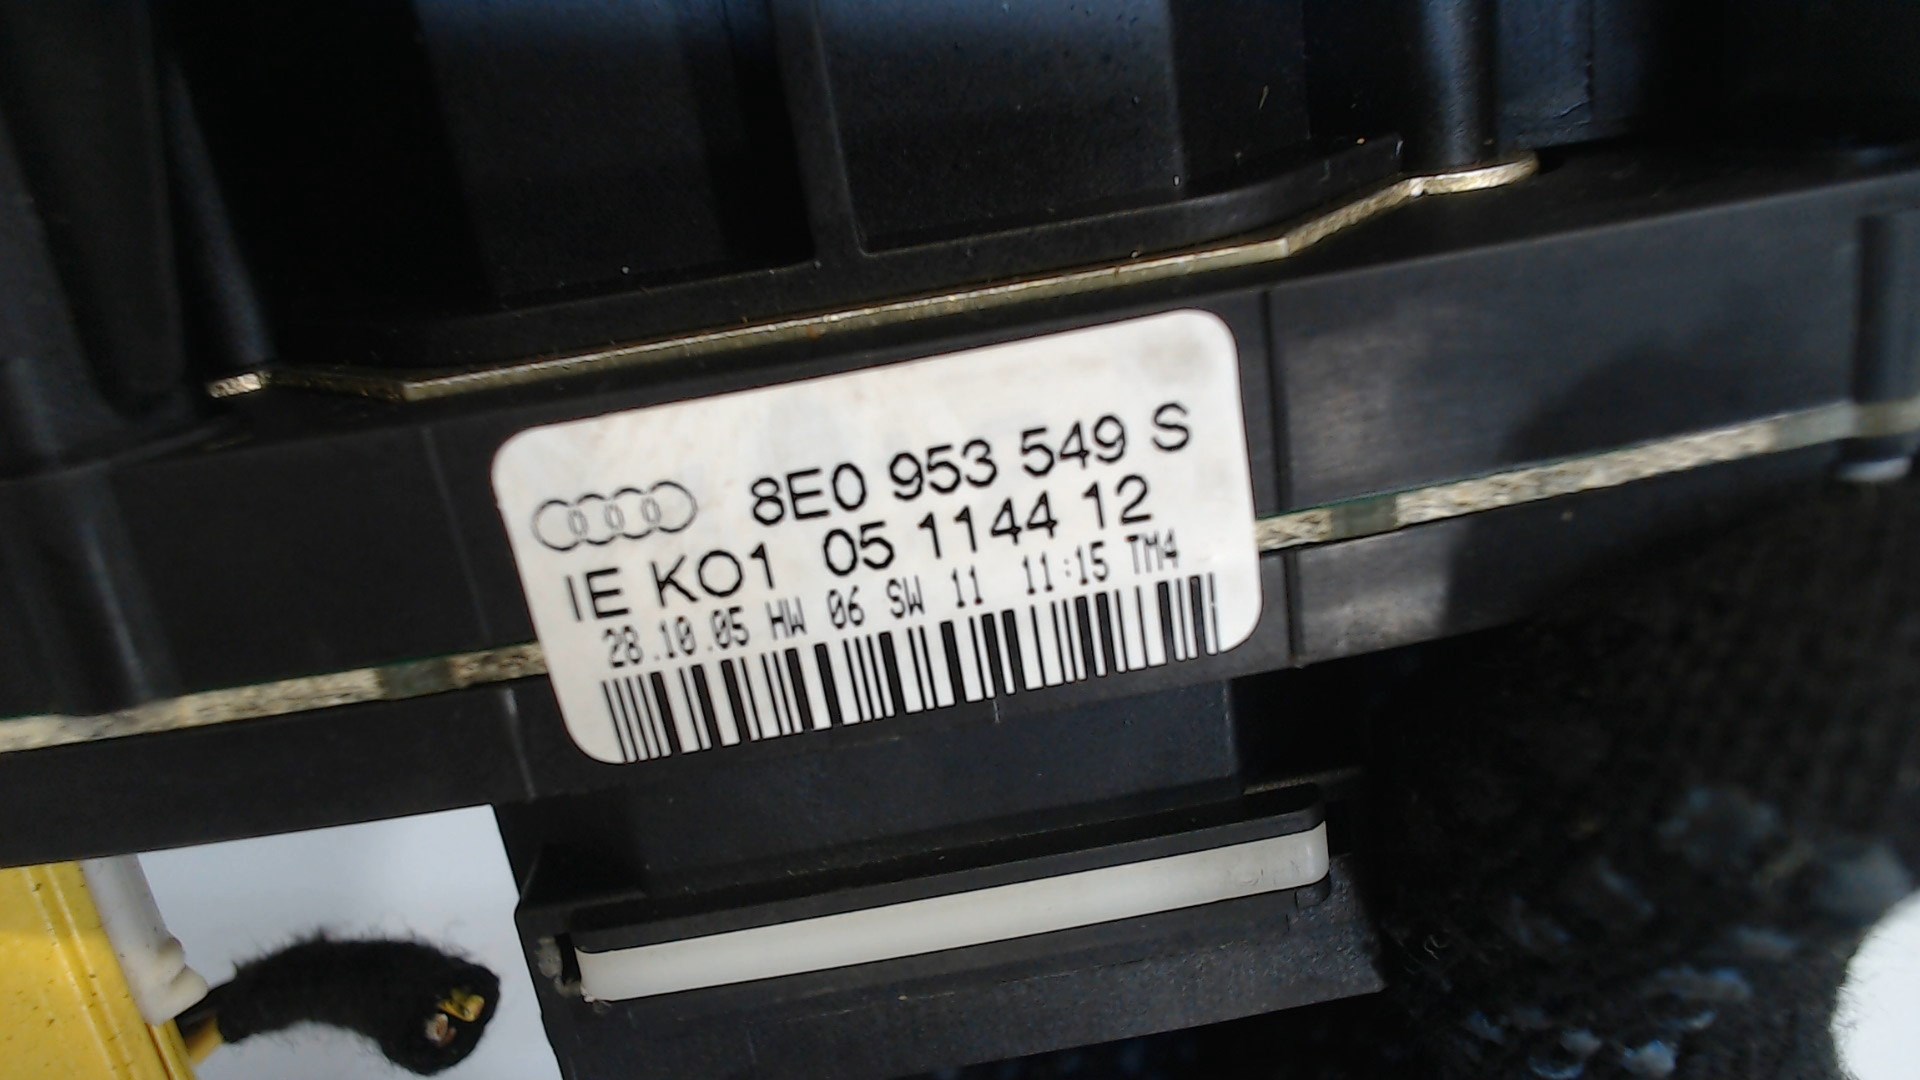 8E0 953 549 S
IE KO1 05 1144 12
28.10.05 HW 06 SW 11 11:15 TM4